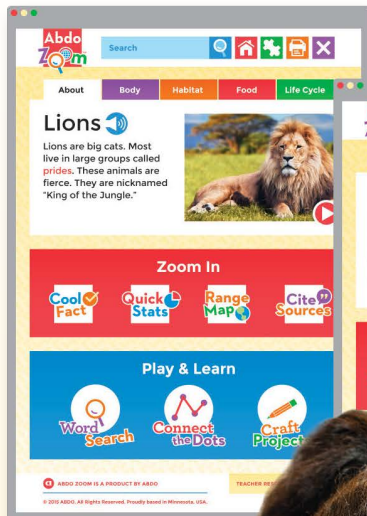 Abdo
Zoom
Search
About
Body
Habitat
Food
Life Cycle
Lions
Lions are big cats. Most
live in large groups called
prides. These animals are
fierce. They are nicknamed
"King of the Jungle."
Zoom In
Cool
Fact
Quick
Stats
Range
Map
Cite
Sources
Play & Learn
Word
Search
Connect
the Dots
Craft
Project
a ABDO ZOOM IS A PRODUCT BY ABDO
TEACHER
© 2015 ABDO. All Rights Reserved. Proudly based in Minnesota, USA.